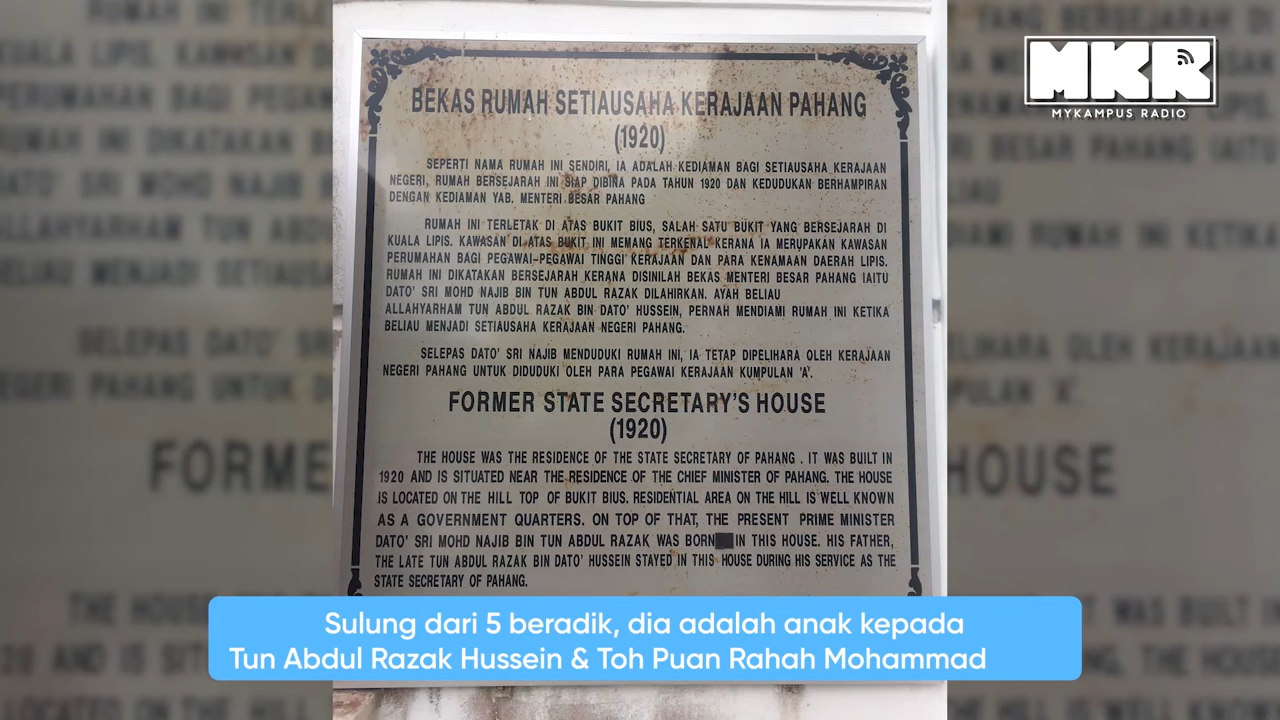 MKR
MYKAMPUS RADIO
BEKAS RUMAH SETIAUSAHA KERAJAAN PAHANG
(1920)
SEPERTI NAMA RUMAH INI SENDIRI, IA ADALAH KEDIAMAN BAGI SETIAUSAHA KERAJAAN
NEGERI, RUMAH BERSEJARAH INI SIAP DIBINA PADA TAHUN 1920 DAN KEDUDUKAN BERHAMPIRAN
DENGAN KEDIAMAN YAB. MENTERI BESAR PAHANG
RUMAH INI TERLETAK DI ATAS BUKIT BIUS, SALAH SATU BUKIT YANG BERSEJARAH DI
KUALA LIPIS. KAWASAN DI ATAS BUKIT INI MEMANG TERKENAL KERANA IA MERUPAKAN KAWASAN
PERUMAHAN BAGI PEGAWAI-PEGAWAI TINGGI KERAJAAN DAN PARA KENAMAAN DAERAH LIPIS.
RUMAH INI DIKATAKAN BERSEJARAH KERANA DISINILAH BEKAS MENTERI BESAR PAHANG IAITU
DATO' SRI MOHD NAJIB BIN TUN ABDUL RAZAK DILAHIRKAN. AYAH BELIAU
ALLAHYARHAM TUN ABDUL RAZAK BIN DATO' HUSSEIN, PERNAH MENDIAMI RUMAH INI KETIKA
BELIAU MENJADI SETIAUSAHA KERAJAAN NEGERI PAHANG.
SELEPAS DATO' SRI NAJIB MENDUDUKI RUMAH INI, IA TETAP DIPELIHARA OLEH KERAJAAN
NEGERI PAHANG UNTUK DIDUDUKI OLEH PARA PEGAWAI KERAJAAN KUMPULAN 'A'.
FORMER STATE SECRETARY'S HOUSE
(1920)
THE HOUSE WAS THE RESIDENCE OF THE STATE SECRETARY OF PAHANG . IT WAS BUILT IN
1920 AND IS SITUATED NEAR THE RESIDENCE OF THE CHIEF MINISTER OF PAHANG. THE HOUSE
IS LOCATED ON THE HILL TOP OF BUKIT BIUS. RESIDENTIAL AREA ON THE HILL IS WELL KNOWN
AS A GOVERNMENT QUARTERS. ON TOP OF THAT, THE PRESENT PRIME MINISTER
DATO' SRI MOHD NAJIB BIN TUN ABDUL RAZAK WAS BORN IN THIS HOUSE. HIS FATHER,
THE LATE TUN ABDUL RAZAK BIN DATO' HUSSEIN STAYED IN THIS HOUSE DURING HIS SERVICE AS THE
STATE SECRETARY OF PAHANG.
Sulung dari 5 beradik, dia adalah anak kepada
Tun Abdul Razak Hussein & Toh Puan Rahah Mohammad